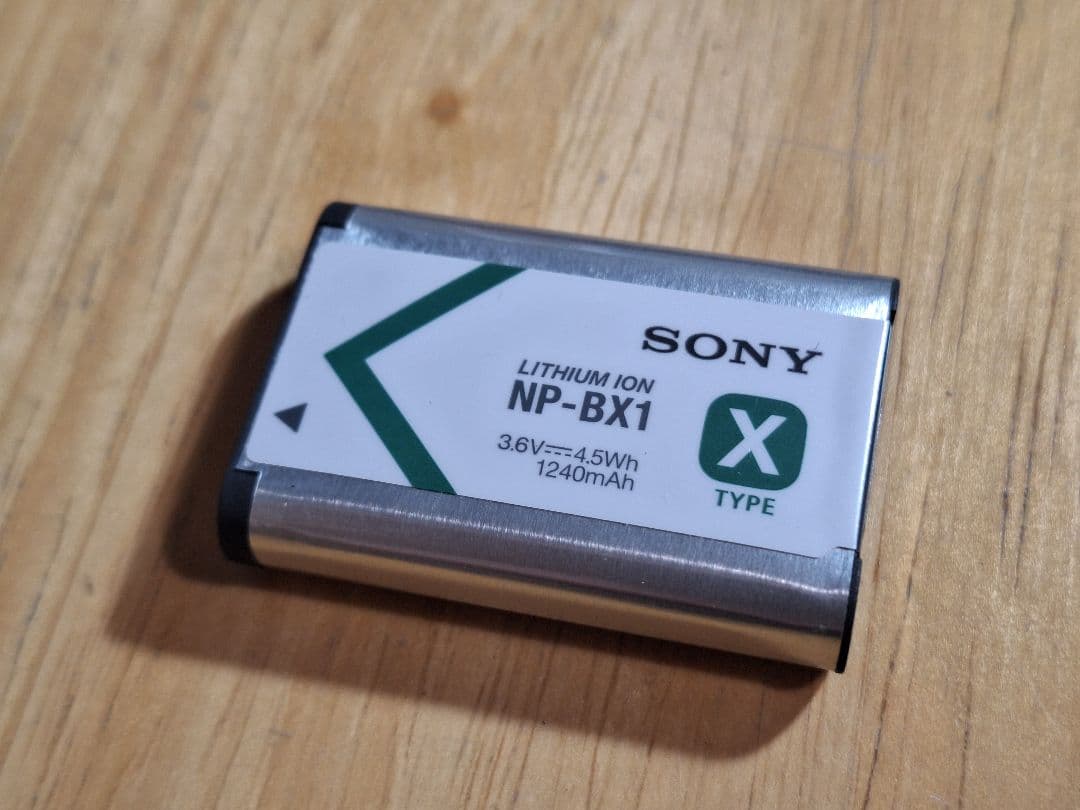 SONY
LITHIUM ION
NP-BX1
3.6V⎓4.5Wh
1240mAh
X
TYPE